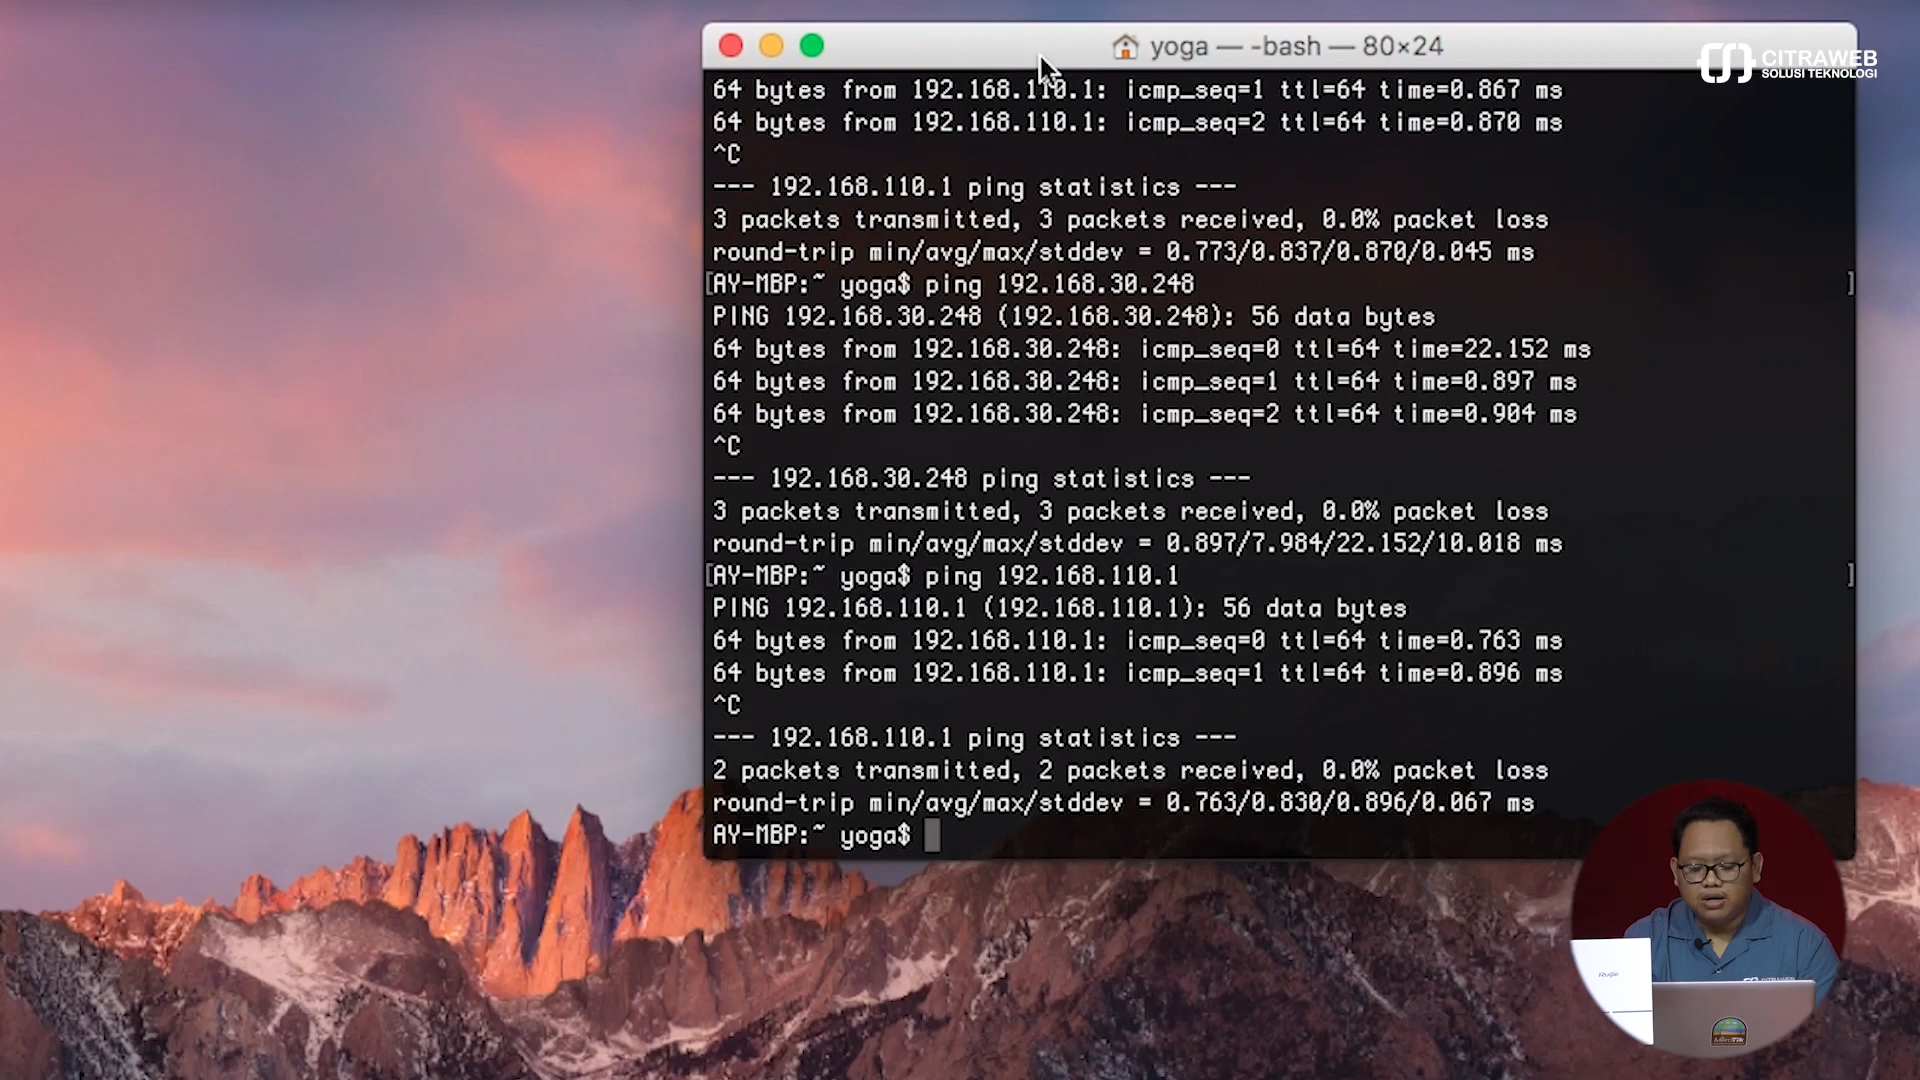 yoga — -bash — 80×24
CITRAWEB
SOLUSI TEKNOLOGI
64 bytes from 192.168.110.1: icmp_seq=1 ttl=64 time=0.867 ms
64 bytes from 192.168.110.1: icmp_seq=2 ttl=64 time=0.870 ms
^C
--- 192.168.110.1 ping statistics ---
3 packets transmitted, 3 packets received, 0.0% packet loss
round-trip min/avg/max/stddev = 0.773/0.837/0.870/0.045 ms
[AY-MBP:~ yoga$ ping 192.168.30.248 ]
PING 192.168.30.248 (192.168.30.248): 56 data bytes
64 bytes from 192.168.30.248: icmp_seq=0 ttl=64 time=22.152 ms
64 bytes from 192.168.30.248: icmp_seq=1 ttl=64 time=0.897 ms
64 bytes from 192.168.30.248: icmp_seq=2 ttl=64 time=0.904 ms
^C
--- 192.168.30.248 ping statistics ---
3 packets transmitted, 3 packets received, 0.0% packet loss
round-trip min/avg/max/stddev = 0.897/7.984/22.152/10.018 ms
[AY-MBP:~ yoga$ ping 192.168.110.1 ]
PING 192.168.110.1 (192.168.110.1): 56 data bytes
64 bytes from 192.168.110.1: icmp_seq=0 ttl=64 time=0.763 ms
64 bytes from 192.168.110.1: icmp_seq=1 ttl=64 time=0.896 ms
^C
--- 192.168.110.1 ping statistics ---
2 packets transmitted, 2 packets received, 0.0% packet loss
round-trip min/avg/max/stddev = 0.763/0.830/0.896/0.067 ms
AY-MBP:~ yoga$
Ruijie
CITRAWEB
MikroTik